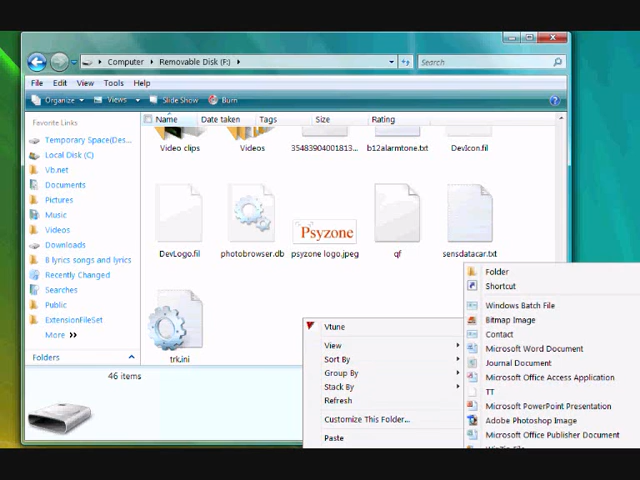 Computer ▸ Removable Disk (F:) ▸
Search
File Edit View Tools Help
Organize Views Slide Show Burn
Favorite Links
Name Date taken Tags Size Rating
Temporary Space(Des...
Local Disk (C)
Vb.net
Documents
Pictures
Music
Videos
Downloads
B lyrics songs and lyrics
Recently Changed
Searches
Public
ExtensionFileSet
More
Folders
Video clips Videos 35483904001813... b12alarmtone.txt DevIcon.fil
Psyzone
DevLogo.fil photobrowser.db psyzone logo.jpeg qf sensdatacar.txt
trk.ini
46 items
Vtune
View
Sort By
Group By
Stack By
Refresh
Customize This Folder...
Paste
Folder
Shortcut
Windows Batch File
Bitmap Image
Contact
Microsoft Word Document
Journal Document
Microsoft Office Access Application
TT
Microsoft PowerPoint Presentation
Adobe Photoshop Image
Microsoft Office Publisher Document